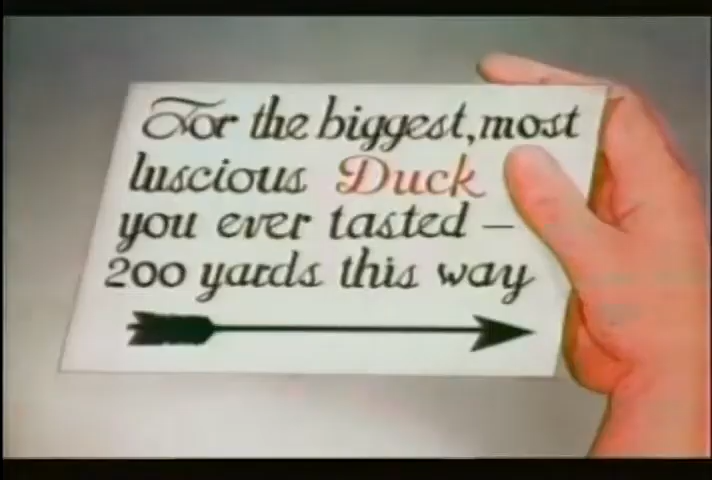 For the biggest, most
luscious Duck
you ever tasted —
200 yards this way